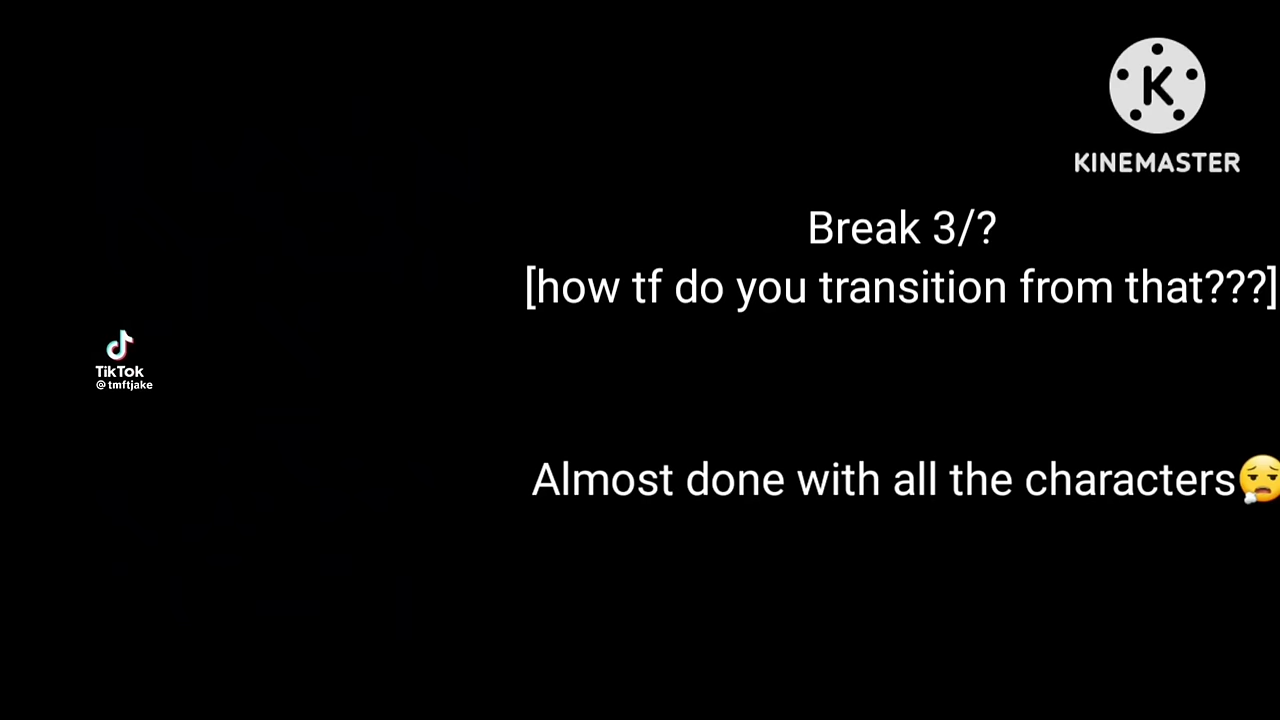 K
KINEMASTER
Break 3/?
[how tf do you transition from that???]
TikTok
@tmftjake
Almost done with all the characters😮‍💨